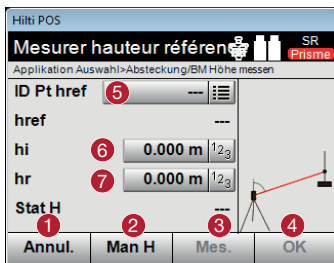 Hilti POS
Mesurer hauteur référen
SR
Prisme
Applikation Auswahl>Absteckung/BM Höhe messen
ID Pt href 5 ---
href ---
hi 6 0.000 m 123
hr 7 0.000 m 123
Stat H ---
1 2 3 4
Annul. Man H Mes. OK